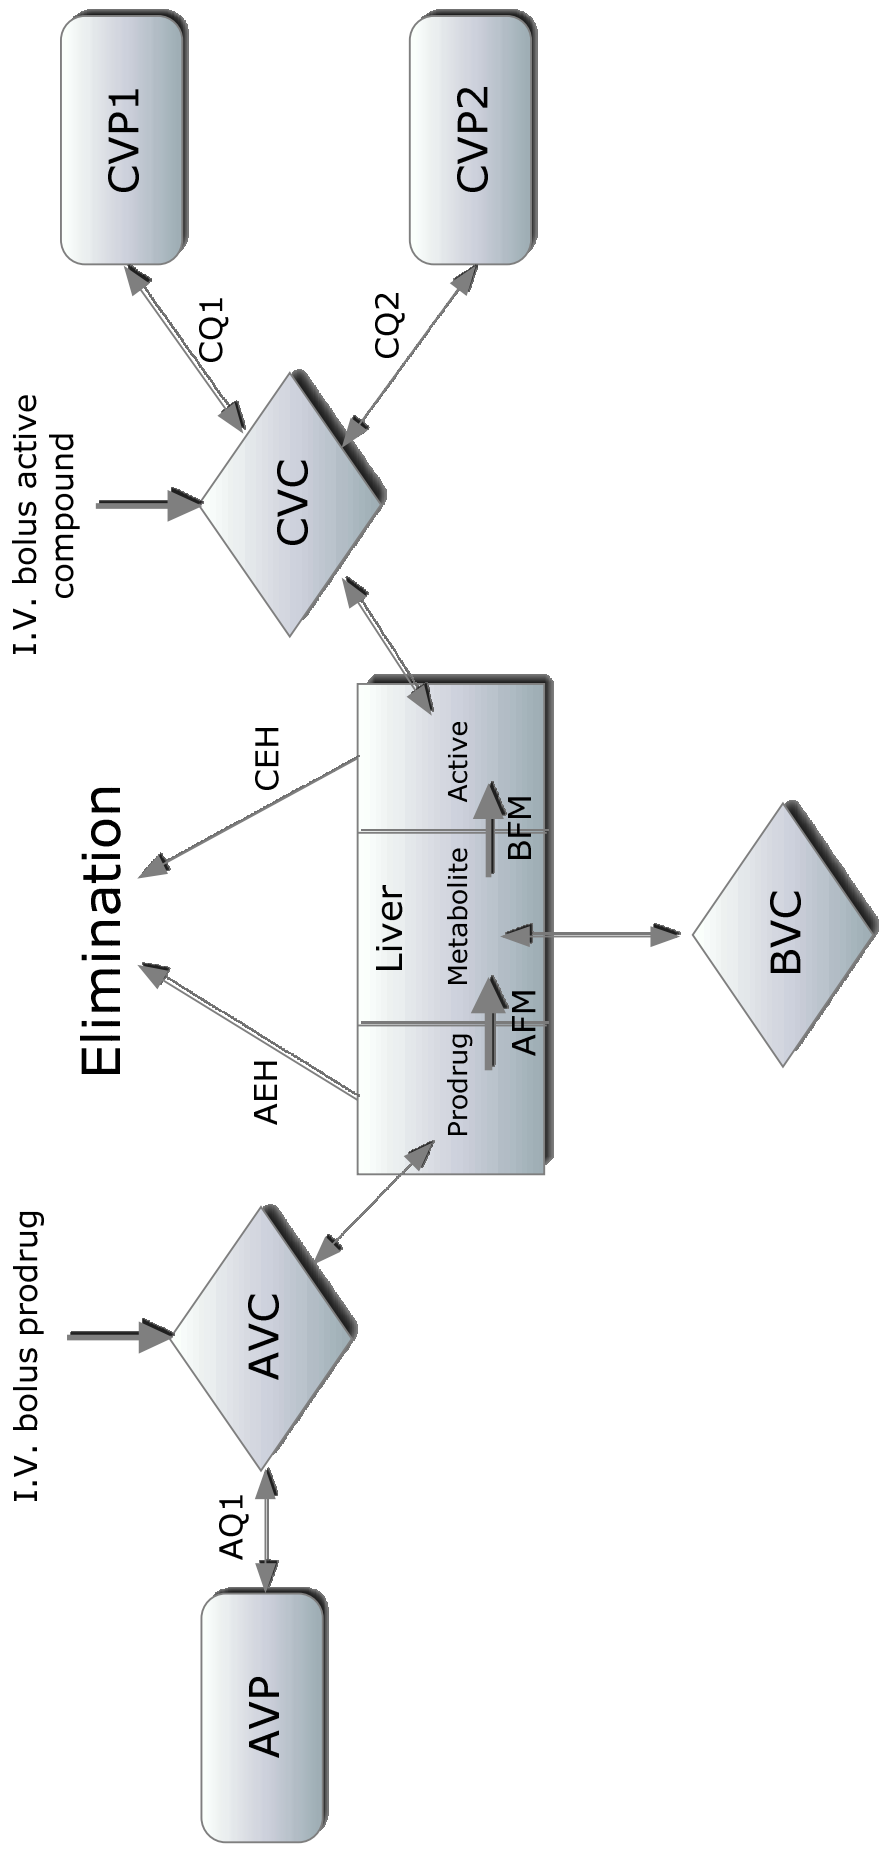 I.V. bolus prodrug
I.V. bolus active
compound
Elimination
AEH
CEH
AQ1
CQ1
CQ2
AVP
AVC
Liver
Prodrug
Metabolite
Active
AFM
BFM
CVC
CVP1
CVP2
BVC